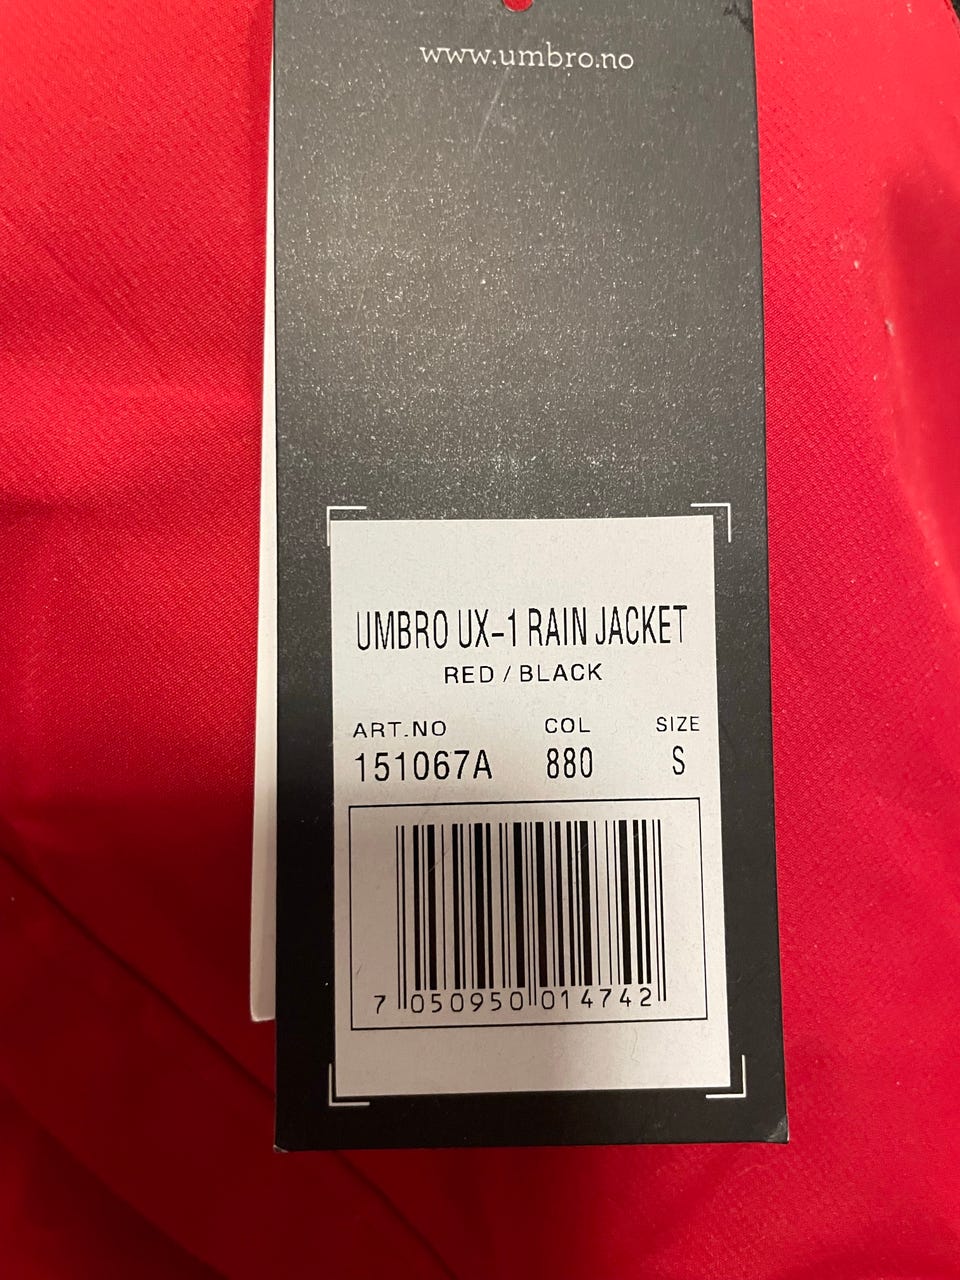 www.umbro.no
UMBRO UX-1 RAIN JACKET
RED / BLACK
ART.NO COL SIZE
151067A 880 S
7 050950 014742